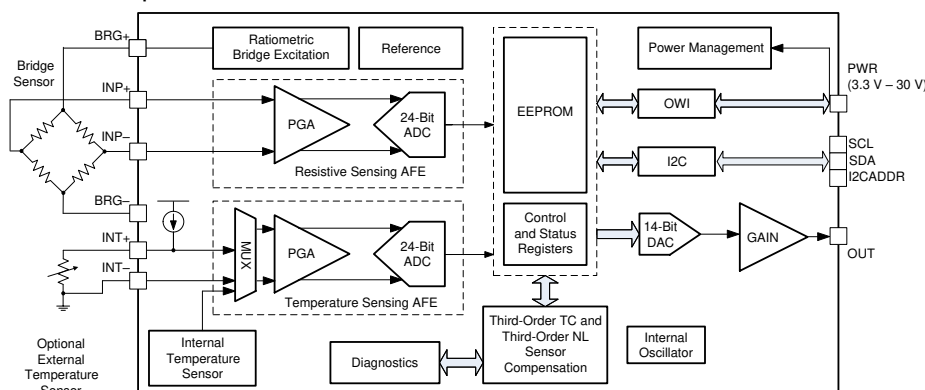 BRG+
Bridge
Sensor
INP+
INP–
BRG–
INT+
INT–
Optional
External
Temperature
Sensor
Ratiometric
Bridge Excitation
Reference
PGA
24-Bit
ADC
Resistive Sensing AFE
MUX
PGA
24-Bit
ADC
Temperature Sensing AFE
Internal
Temperature
Sensor
EEPROM
Control
and Status
Registers
Diagnostics
Third-Order TC and
Third-Order NL
Sensor
Compensation
Internal
Oscillator
Power Management
OWI
I2C
14-Bit
DAC
GAIN
PWR
(3.3 V – 30 V)
SCL
SDA
I2CADDR
OUT